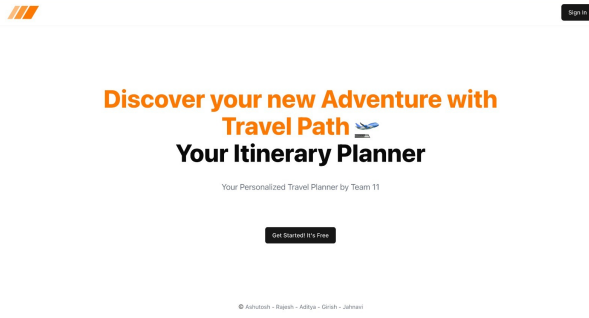 Sign In
Discover your new Adventure with
Travel Path 🛫
Your Itinerary Planner
Your Personalized Travel Planner by Team 11
Get Started! It's Free
© Ashutosh - Rajesh - Aditya - Girish - Jahnavi